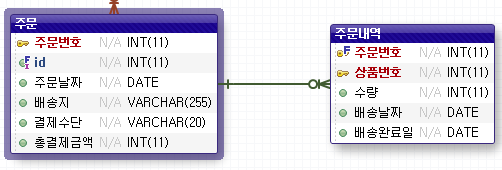 주문
주문번호 N/A INT(11)
id N/A INT(11)
주문날짜 N/A DATE
배송지 N/A VARCHAR(255)
결제수단 N/A VARCHAR(20)
총결제금액 N/A INT(11)
주문내역
주문번호 N/A INT(11)
상품번호 N/A INT(11)
수량 N/A INT(11)
배송날짜 N/A DATE
배송완료일 N/A DATE